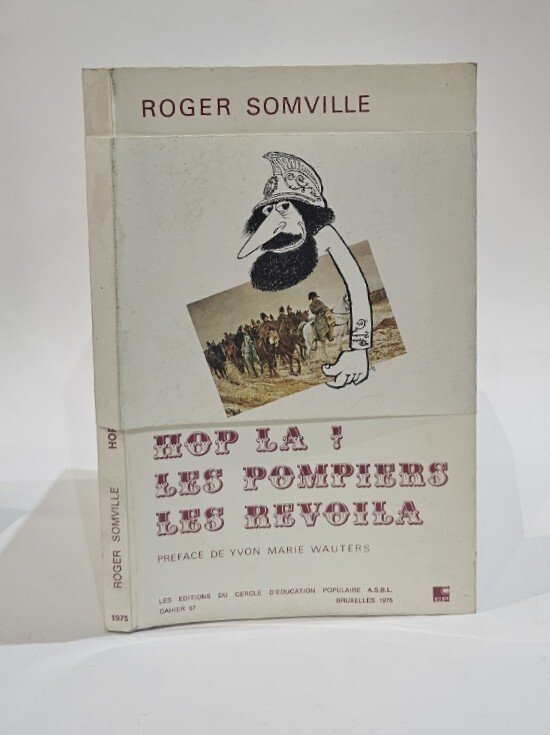 ROGER SOMVILLE
HOP LA !
LES POMPIERS
LES REVOILA
PREFACE DE YVON MARIE WAUTERS
LES EDITIONS DU CERCLE D'EDUCATION POPULAIRE A.S.B.L.
CAHIER 57 BRUXELLES 1975
1975 ROGER SOMVILLE HOP